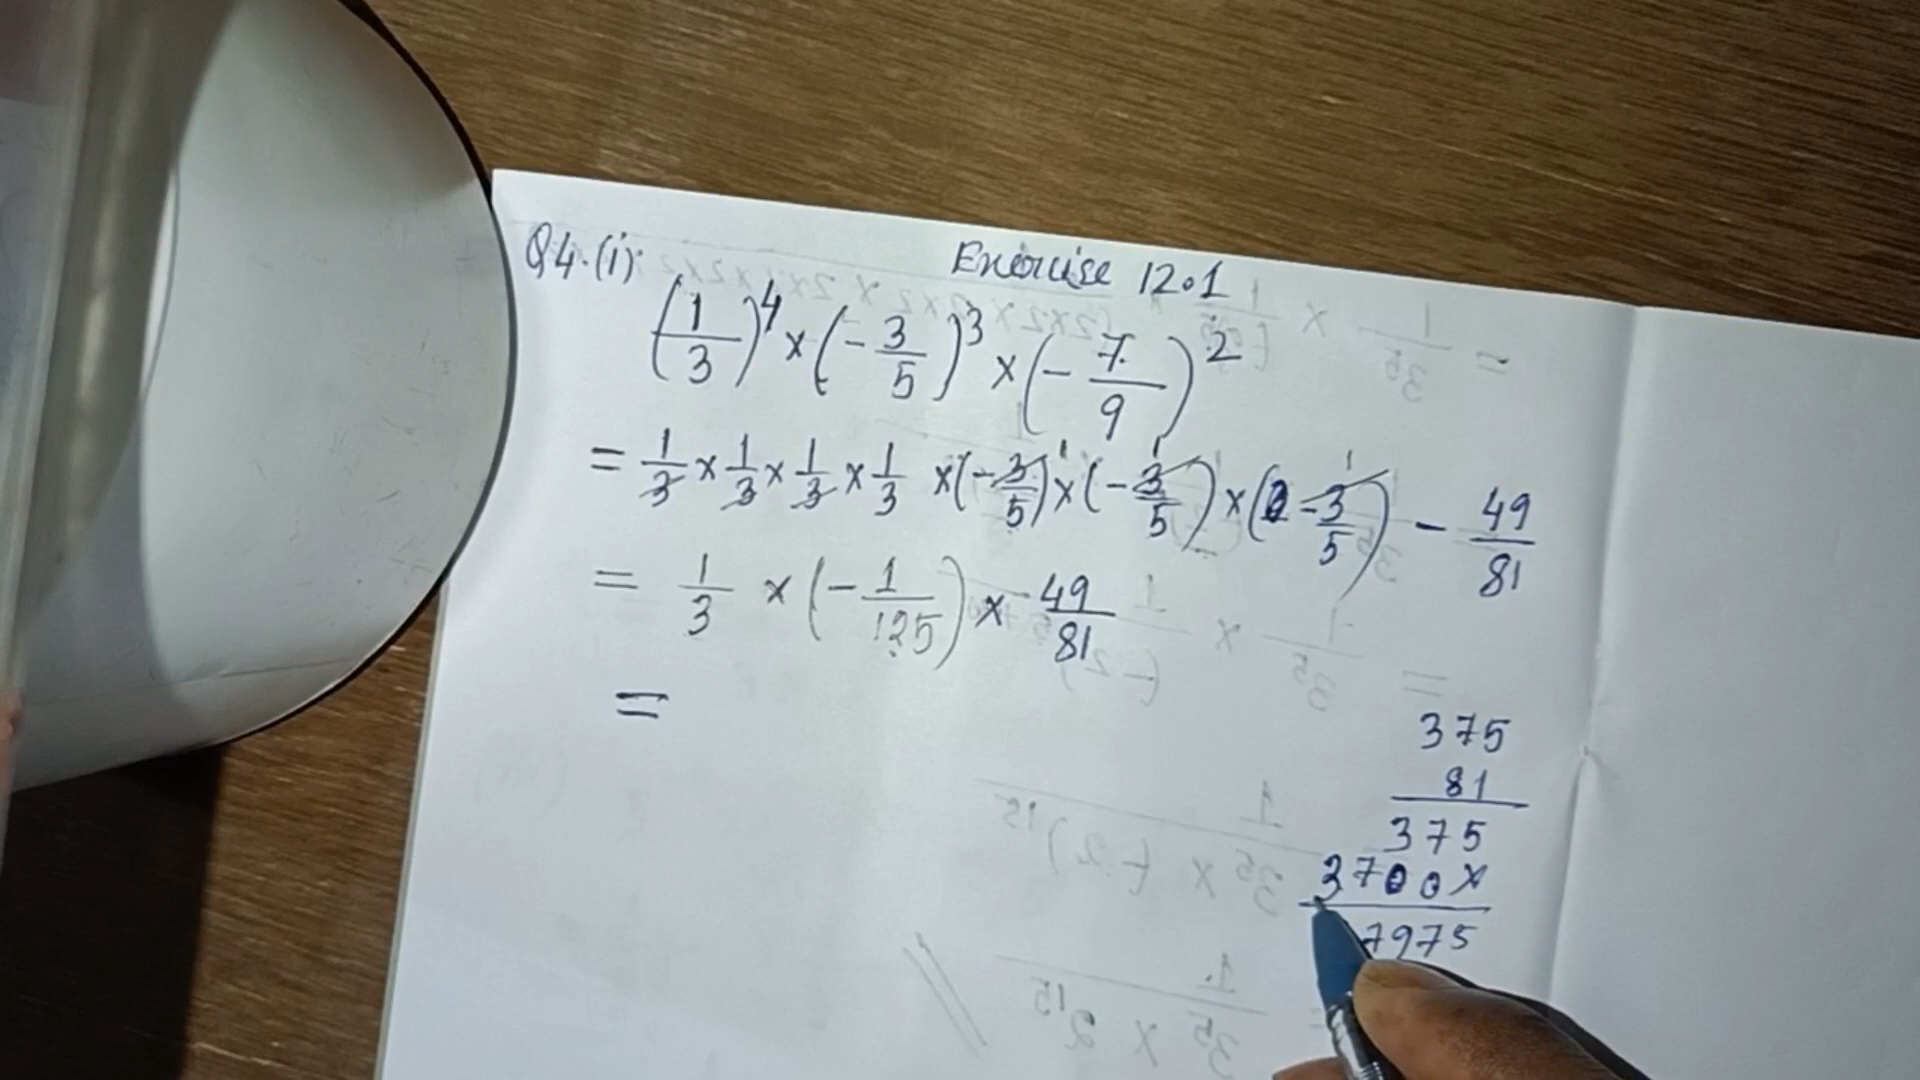 Q4.(i). Exercise 12.1
(1/3)^4 × (-3/5)^3 × (-7/9)^2
= 1/3 × 1/3 × 1/3 × 1/3 × (-3/5) × (-3/5) × (-3/5) - 49/81
= 1/3 × (-1/125) × 49/81
=
375
81
375
3700×
7975